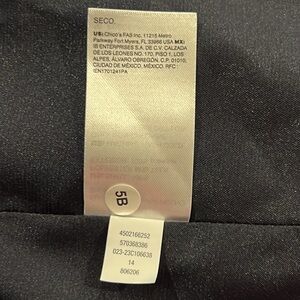 SECO.
US: Chico's FAS Inc. 11215 Metro
Parkway Fort Myers, FL 33966 USA MX:
IB ENTERPRISES S.A. DE C.V. CALZADA
DE LOS LEONES NO. 170, PISO 1, LOS
ALPES, ÁLVARO OBREGÓN, C.P. 01010,
CIUDAD DE MÉXICO, MÉXICO. RFC:
IEN1701241PA
5B
4502166252
570368386
023-23C106638
14
806206